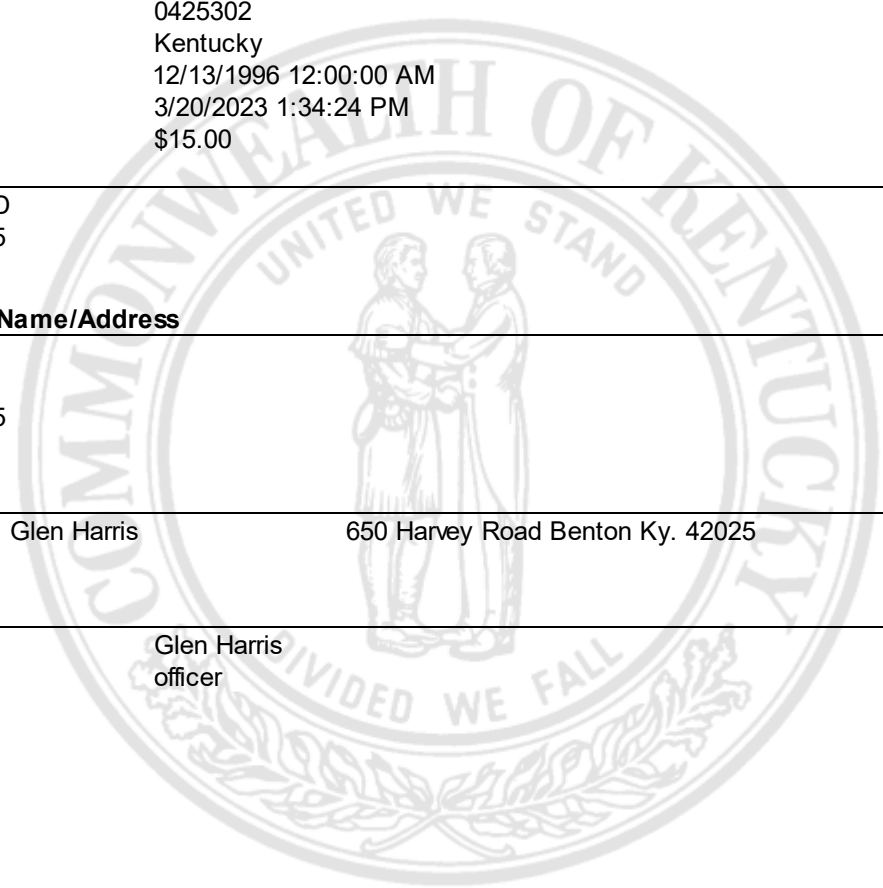 0425302
Kentucky
12/13/1996 12:00:00 AM
3/20/2023 1:34:24 PM
$15.00
5
Name/Address
5
Glen Harris 650 Harvey Road Benton Ky. 42025
Glen Harris
officer
COMMONWEALTH OF KENTUCKY
UNITED WE STAND
DIVIDED WE FALL